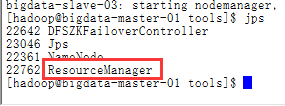 bigdata-slave-03: starting nodemanager,
[hadoop@bigdata-master-01 tools]$ jps
22642 DFSZKFailoverController
23046 Jps
22361 NameNode
22762 ResourceManager
[hadoop@bigdata-master-01 tools]$